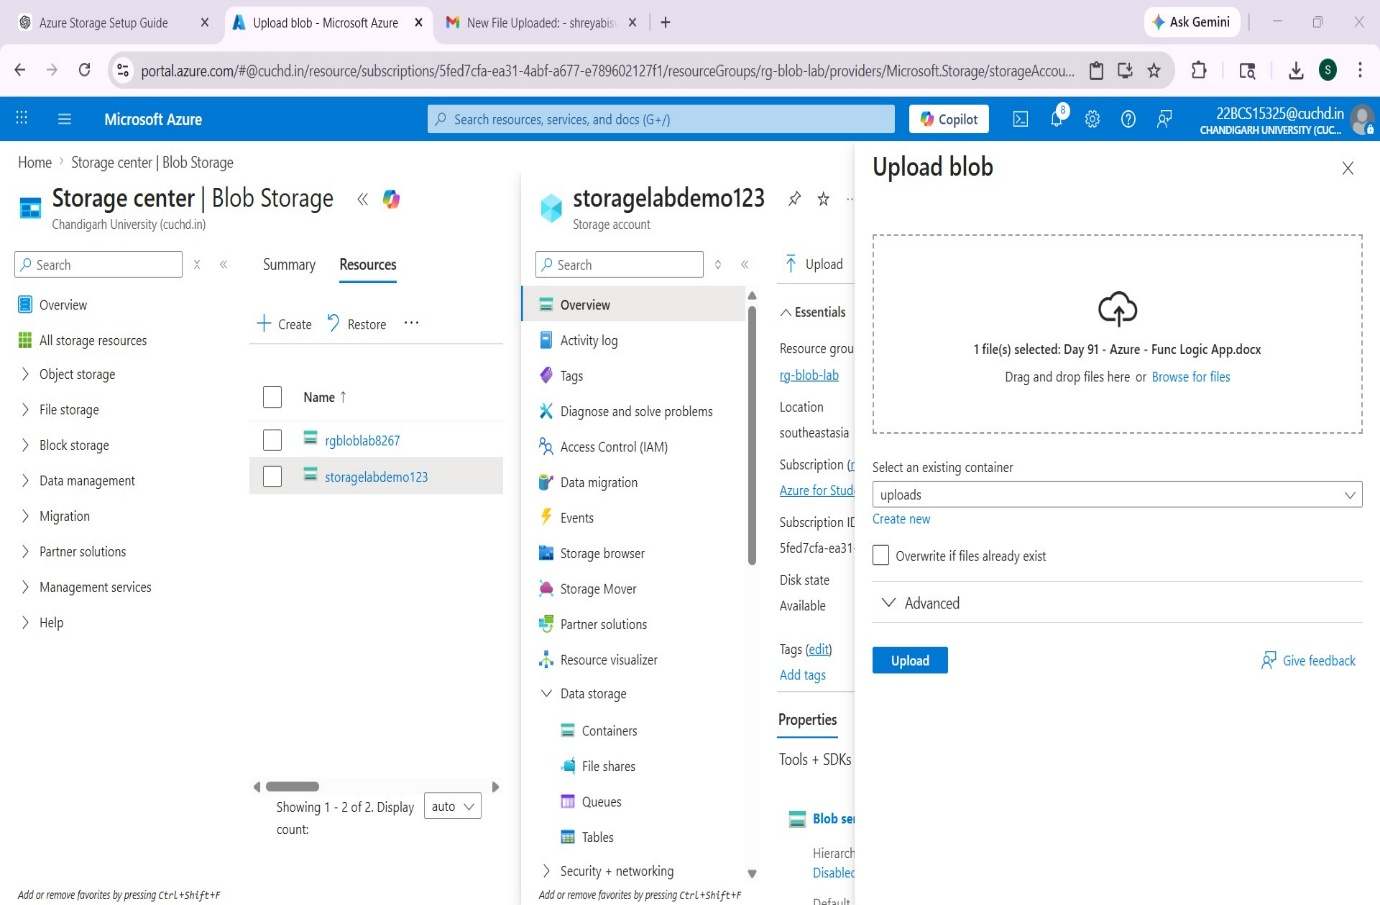 Azure Storage Setup Guide
Upload blob - Microsoft Azure
New File Uploaded: - shreyabis
Ask Gemini
portal.azure.com/#@cuchd.in/resource/subscriptions/5fed7cfa-ea31-4abf-a677-e789602127f1/resourceGroups/rg-blob-lab/providers/Microsoft.Storage/storageAccou...
S
Microsoft Azure
Search resources, services, and docs (G+/)
Copilot
8
22BCS15325@cuchd.in
CHANDIGARH UNIVERSITY (CUC...
Home > Storage center | Blob Storage
Storage center | Blob Storage
Chandigarh University (cuchd.in)
Search
Overview
All storage resources
Object storage
File storage
Block storage
Data management
Migration
Partner solutions
Management services
Help
Add or remove favorites by pressing Ctrl+Shift+F
Summary
Resources
Create
Restore
...
Name ↑
rgbloblab8267
storagelabdemo123
Showing 1 - 2 of 2. Display
count:
auto
storagelabdemo123
Storage account
Search
Overview
Activity log
Tags
Diagnose and solve problems
Access Control (IAM)
Data migration
Events
Storage browser
Storage Mover
Partner solutions
Resource visualizer
Data storage
Containers
File shares
Queues
Tables
Security + networking
Add or remove favorites by pressing Ctrl+Shift+F
Upload
Essentials
Resource grou
rg-blob-lab
Location
southeastasia
Subscription (
Azure for Stud
Subscription ID
5fed7cfa-ea31-
Disk state
Available
Tags (edit)
Add tags
Properties
Tools + SDKs
Blob se
Hierarch
Disabled
Default
Upload blob
1 file(s) selected: Day 91 - Azure - Func Logic App.docx
Drag and drop files here or Browse for files
Select an existing container
uploads
Create new
Overwrite if files already exist
Advanced
Upload
Give feedback